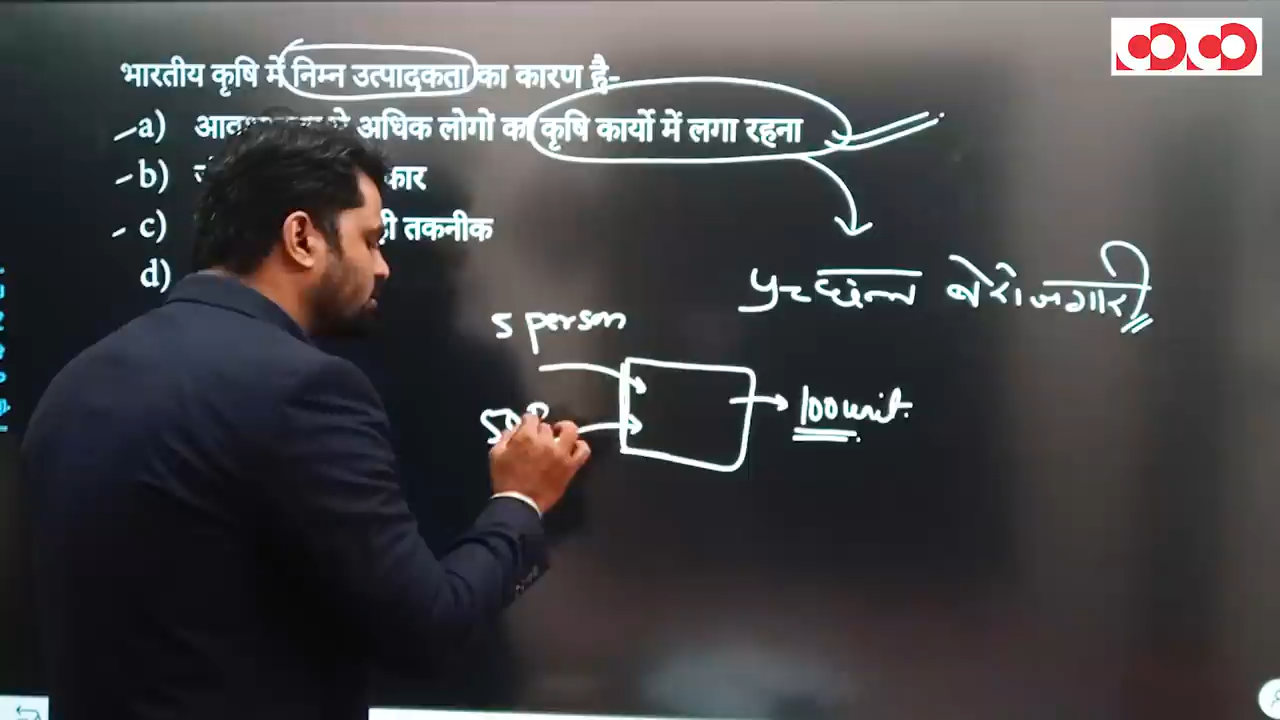 भारतीय कृषि में निम्न उत्पादकता का कारण है-
a) अधिक लोगों का कृषि कार्यों में लगा रहना
b)
c) तकनीक
d)
प्रच्छन्न बेरोजगारी
5 person
100 unit